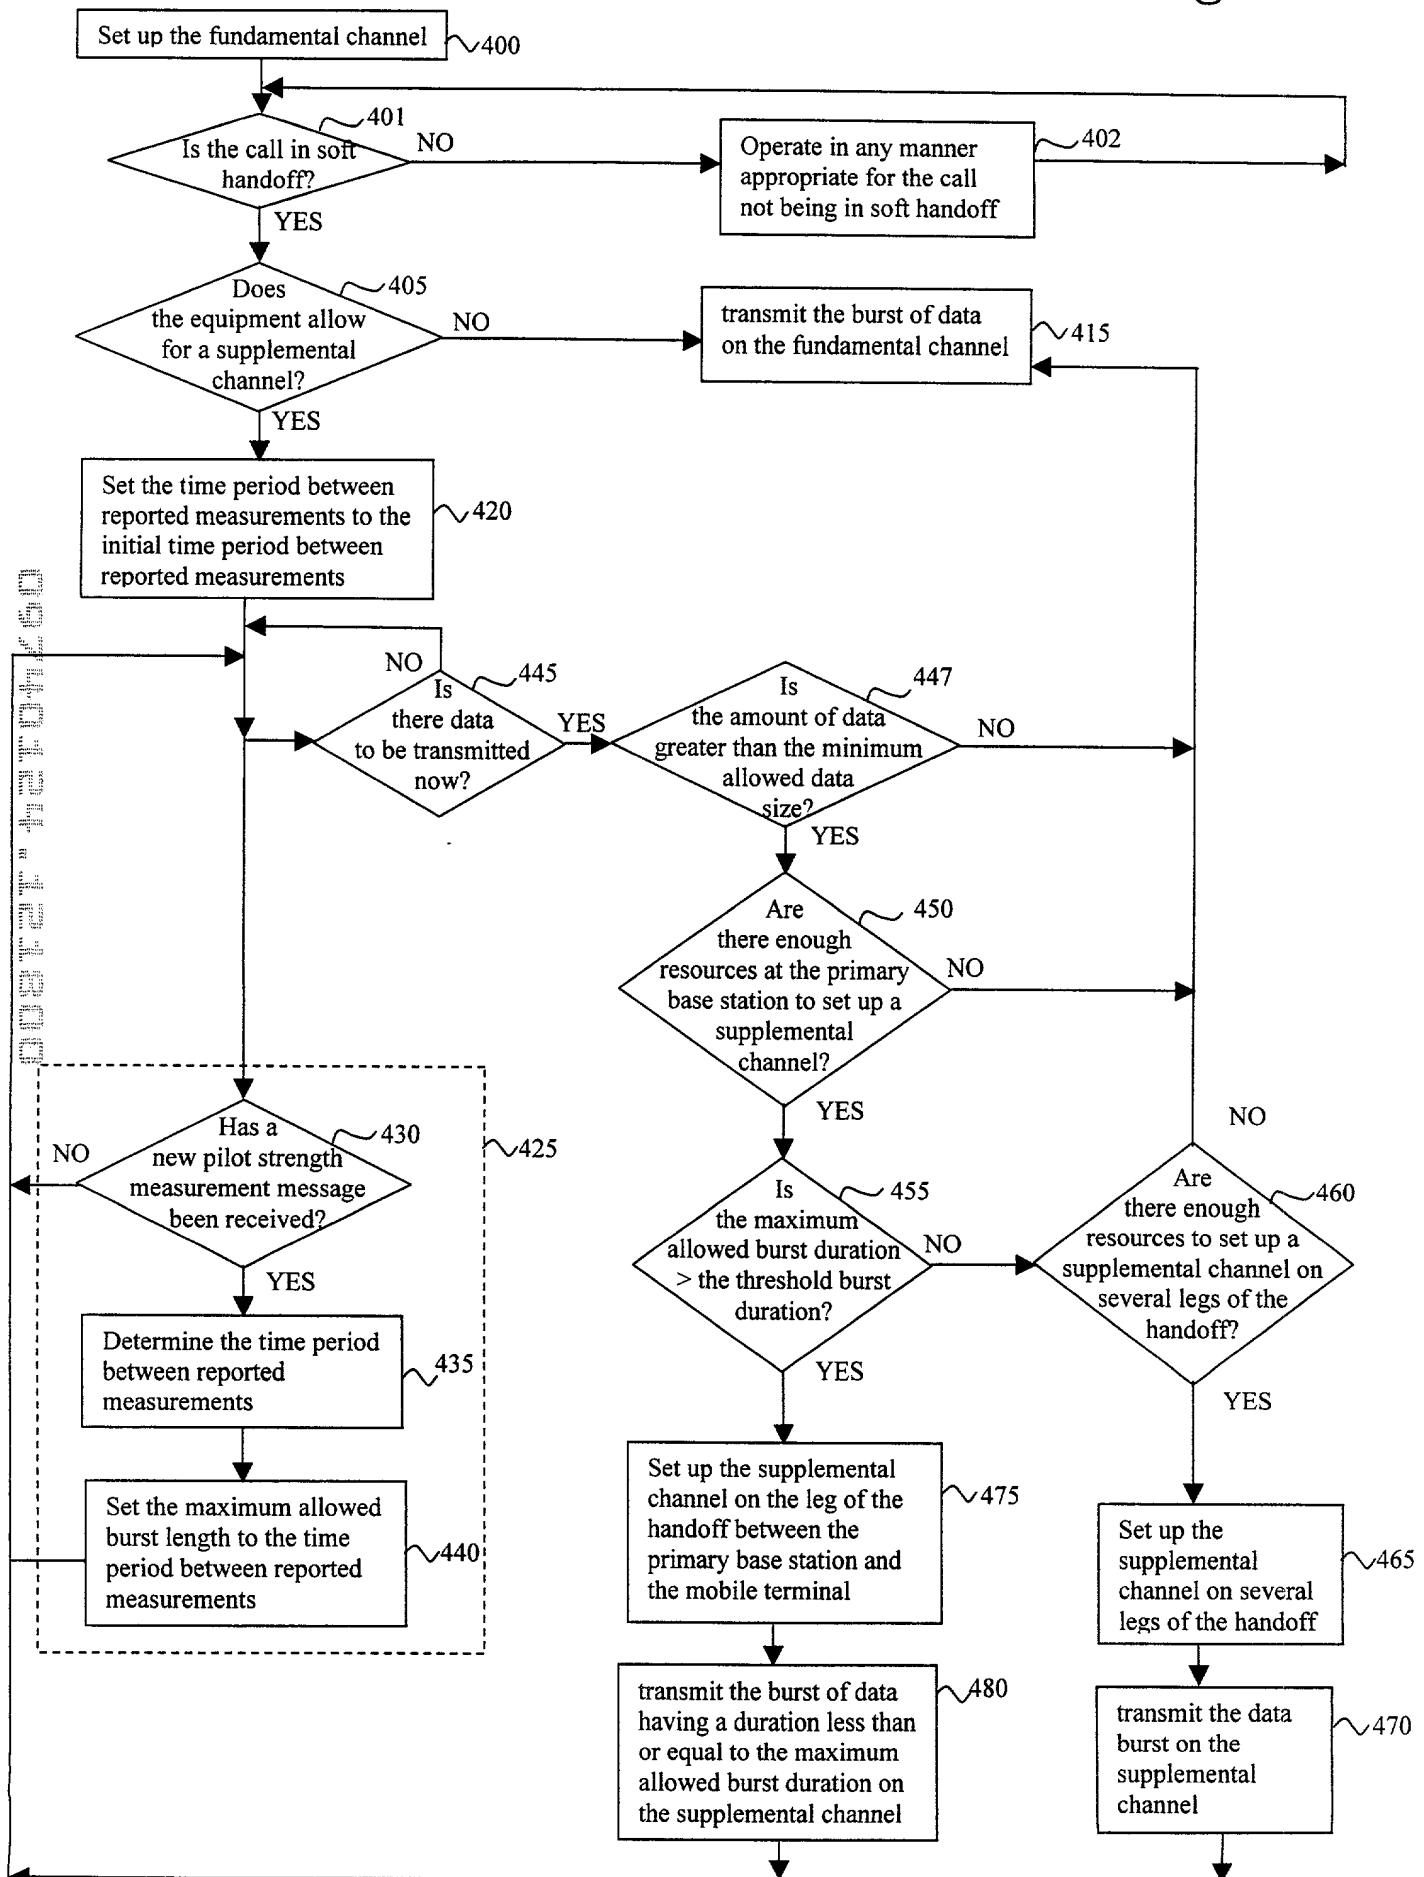 Set up the fundamental channel
400
401
Is the call in soft
handoff?
NO
Operate in any manner
appropriate for the call
not being in soft handoff
402
YES
405
Does
the equipment allow
for a supplemental
channel?
NO
transmit the burst of data
on the fundamental channel
415
YES
Set the time period between
reported measurements to the
initial time period between
reported measurements
420
NO
445
Is
there data
to be transmitted
now?
YES
447
Is
the amount of data
greater than the minimum
allowed data
size?
NO
YES
450
Are
there enough
resources at the primary
base station to set up a
supplemental
channel?
NO
YES
425
430
Has a
new pilot strength
measurement message
been received?
NO
YES
455
Is
the maximum
allowed burst duration
> the threshold burst
duration?
NO
YES
NO
460
Are
there enough
resources to set up a
supplemental channel on
several legs of the
handoff?
YES
Determine the time period
between reported
measurements
435
Set the maximum allowed
burst length to the time
period between reported
measurements
440
Set up the supplemental
channel on the leg of the
handoff between the
primary base station and
the mobile terminal
475
Set up the
supplemental
channel on several
legs of the handoff
465
transmit the burst of data
having a duration less than
or equal to the maximum
allowed burst duration on
the supplemental channel
480
transmit the data
burst on the
supplemental
channel
470